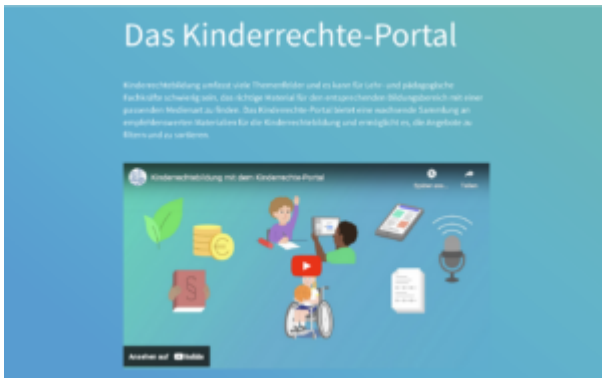 Das Kinderrechte-Portal
Kinderrechtebildung umfasst viele Themenfelder und es kann für Lehr- und pädagogische
Fachkräfte schwierig sein, das richtige Material für den entsprechenden Bildungsbereich mit einer
passenden Medienart zu finden. Das Kinderrechte-Portal bietet eine wachsende Sammlung an
empfehlenswerten Materialien für die Kinderrechtebildung und ermöglicht es, die Angebote zu
filtern und zu sortieren.
Kinderrechtebildung mit dem Kinderrechte-Portal
Teilen
§
€
Ansehen auf YouTube